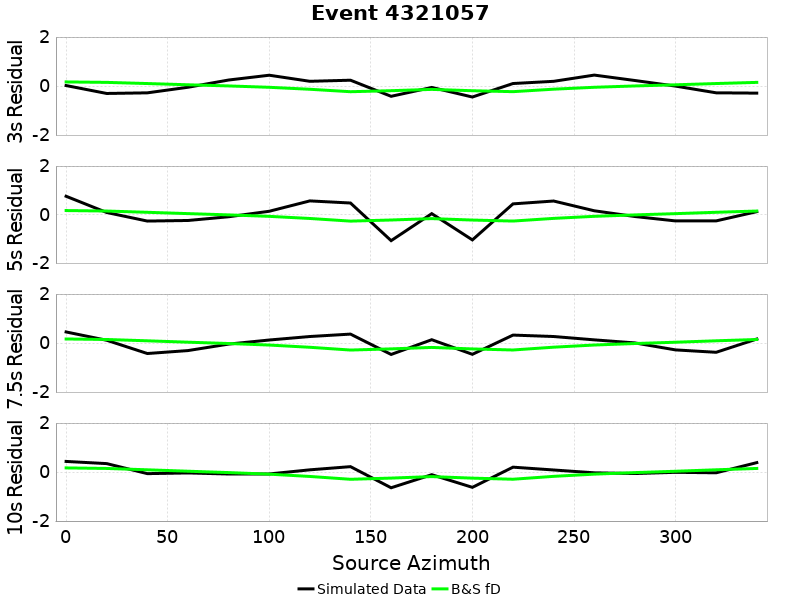 Event 4321057
3s Residual
2
0
-2
5s Residual
2
0
-2
7.5s Residual
2
0
-2
10s Residual
2
0
-2
0 50 100 150 200 250 300
Source Azimuth
Simulated Data B&S fD